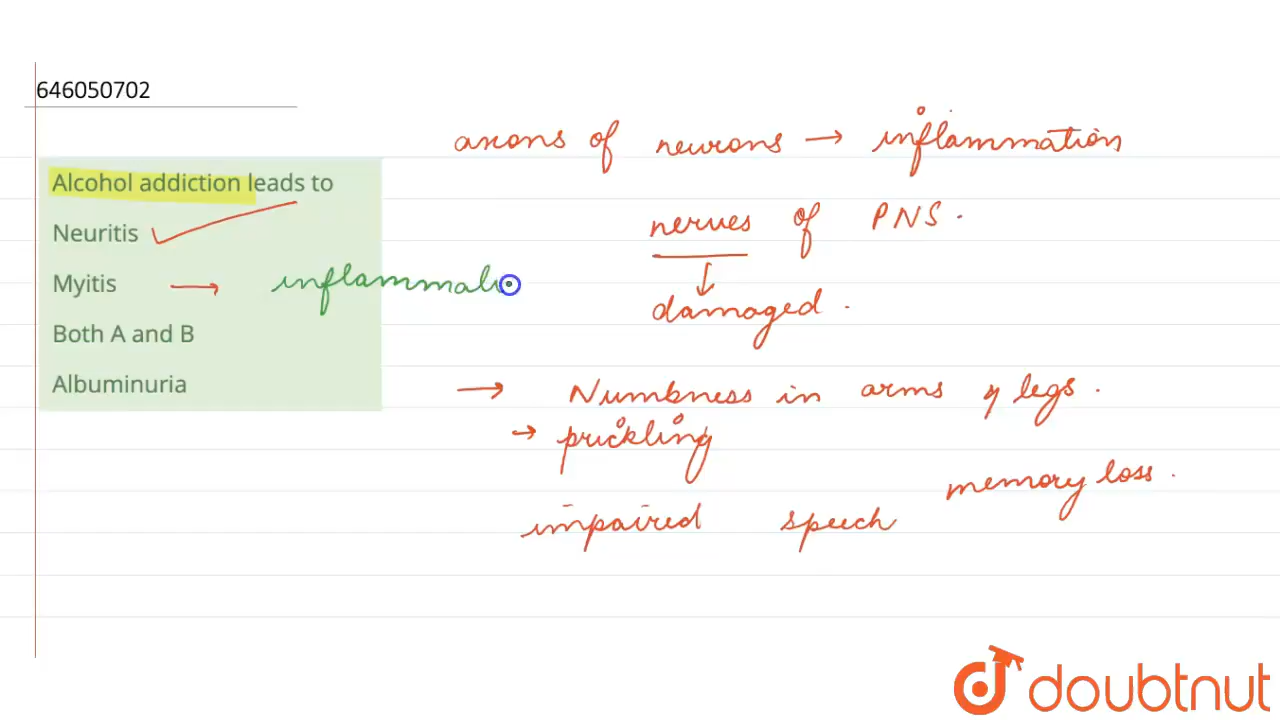 646050702
axons of neurons → inflammation
Alcohol addiction leads to
nerves of PNS.
Neuritis
Myitis → inflammati
damaged.
Both A and B
Albuminuria
→ Numbness in arms & legs.
→ prickling
memory loss.
impaired speech
doubtnut